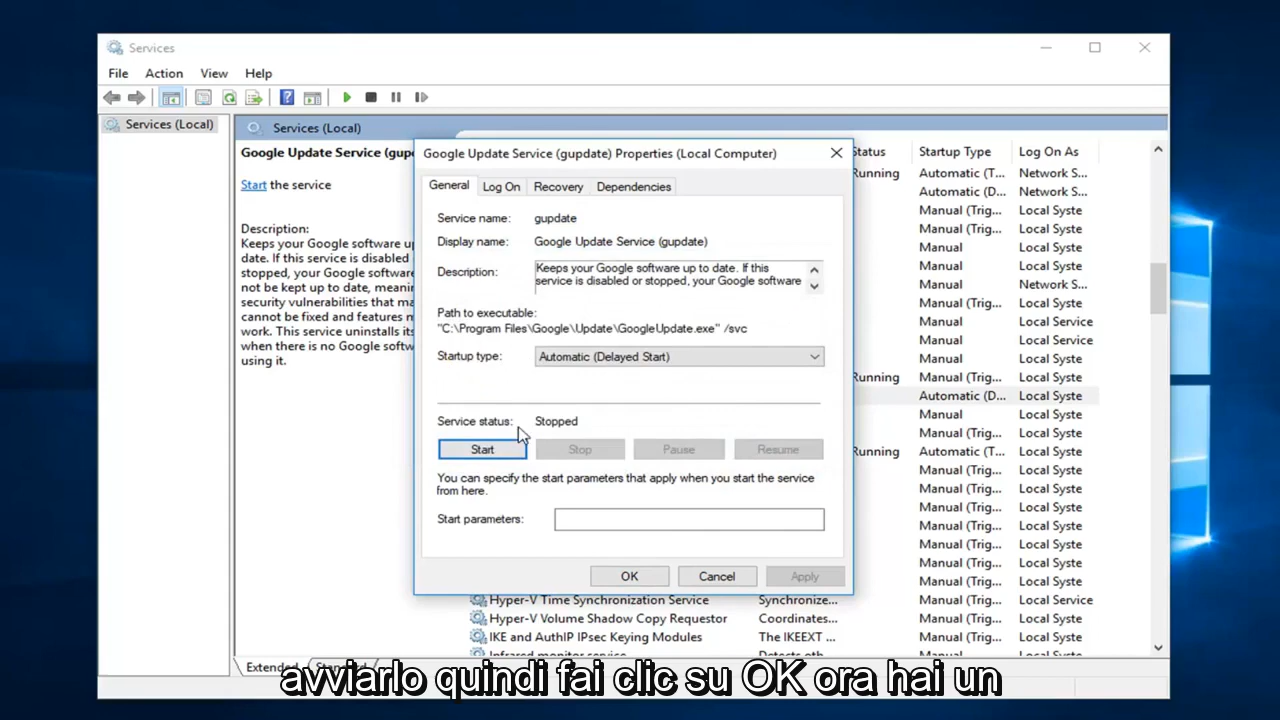 Services
File Action View Help
Services (Local)
Services (Local)
Google Update Service (gup
Start the service
Description:
Keeps your Google software up
date. If this service is disabled
stopped, your Google software
not be kept up to date, meanin
security vulnerabilities that ma
cannot be fixed and features m
work. This service uninstalls its
when there is no Google softw
using it.
Google Update Service (gupdate) Properties (Local Computer)
General Log On Recovery Dependencies
Service name: gupdate
Display name: Google Update Service (gupdate)
Description: Keeps your Google software up to date. If this
service is disabled or stopped, your Google software
Path to executable:
"C:\Program Files\Google\Update\GoogleUpdate.exe" /svc
Startup type: Automatic (Delayed Start)
Service status: Stopped
Start Stop Pause Resume
You can specify the start parameters that apply when you start the service
from here.
Start parameters:
OK Cancel Apply
Status Startup Type Log On As
Running Automatic (T... Network S...
Automatic (D... Local Syste
Manual (Trig... Local Syste
Manual (Trig... Local Syste
Manual Local Syste
Manual Local Syste
Manual Network S...
Manual (Trig... Local Syste
Manual (Trig... Local Service
Manual Local Service
Manual Local Syste
Running Manual (Trig... Local Syste
Automatic (D... Local Syste
Manual Local Syste
Running Automatic (T... Local Syste
Manual (Trig... Local Syste
Manual (Trig... Local Syste
Manual (Trig... Local Syste
Manual (Trig... Local Syste
Manual (Trig... Local Syste
Manual (Trig... Local Syste
Manual (Trig... Local Syste
Hyper-V Time Synchronization Service Synchronize... Manual (Trig... Local Service
Hyper-V Volume Shadow Copy Requestor Coordinates... Manual (Trig... Local Syste
IKE and AuthIP IPsec Keying Modules The IKEEXT ... Manual (Trig... Local Syste
Infrared monitor service Detects oth... Manual Local Syste
Extended Standard
avviarlo quindi fai clic su OK ora hai un